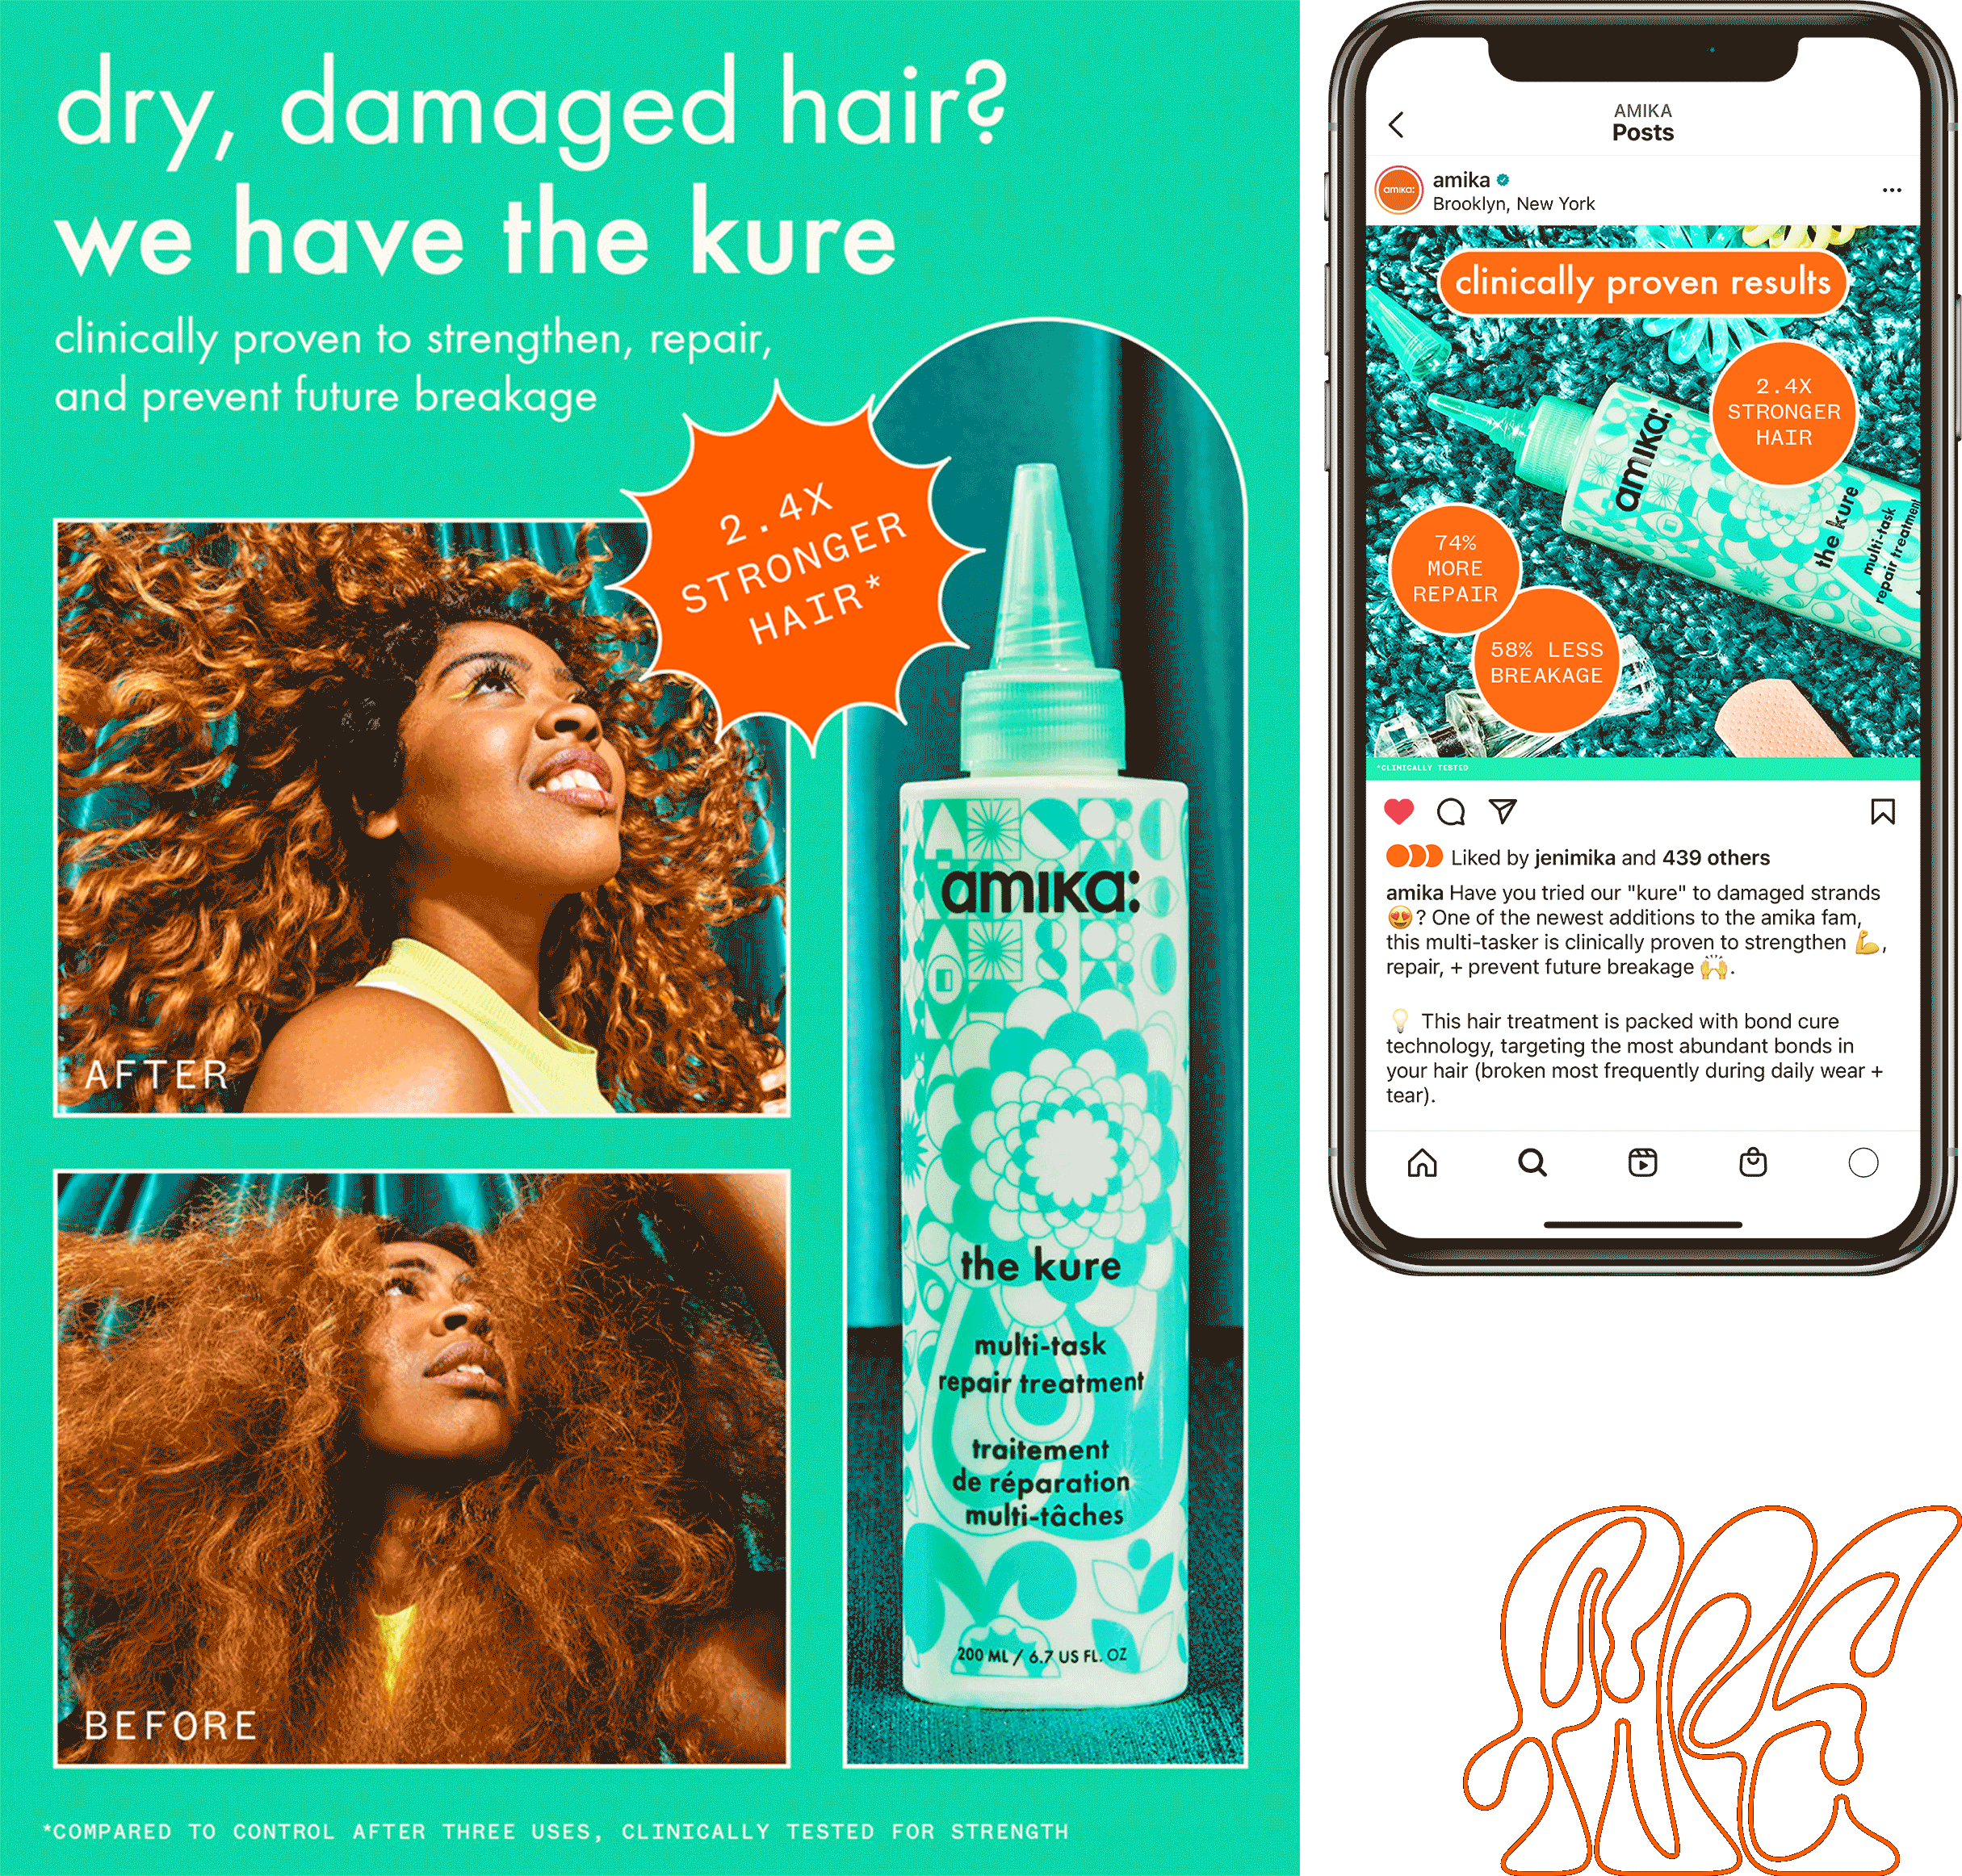 dry, damaged hair?
we have the kure
clinically proven to strengthen, repair,
and prevent future breakage
2.4X
STRONGER
HAIR*
AFTER
BEFORE
amika:
the kure
multi-task
repair treatment
traitement
de réparation
multi-tâches
200 ML / 6.7 US FL. OZ
*COMPARED TO CONTROL AFTER THREE USES, CLINICALLY TESTED FOR STRENGTH
AMIKA
Posts
amika:
amika
Brooklyn, New York
clinically proven results
2.4X
STRONGER
HAIR
amika:
the kure
multi-task
repair treatment
74%
MORE
REPAIR
58% LESS
BREAKAGE
*CLINICALLY TESTED
Liked by jenimika and 439 others
amika Have you tried our "kure" to damaged strands
😍? One of the newest additions to the amika fam,
this multi-tasker is clinically proven to strengthen 💪,
repair, + prevent future breakage 🙌.
💡 This hair treatment is packed with bond cure
technology, targeting the most abundant bonds in
your hair (broken most frequently during daily wear +
tear).